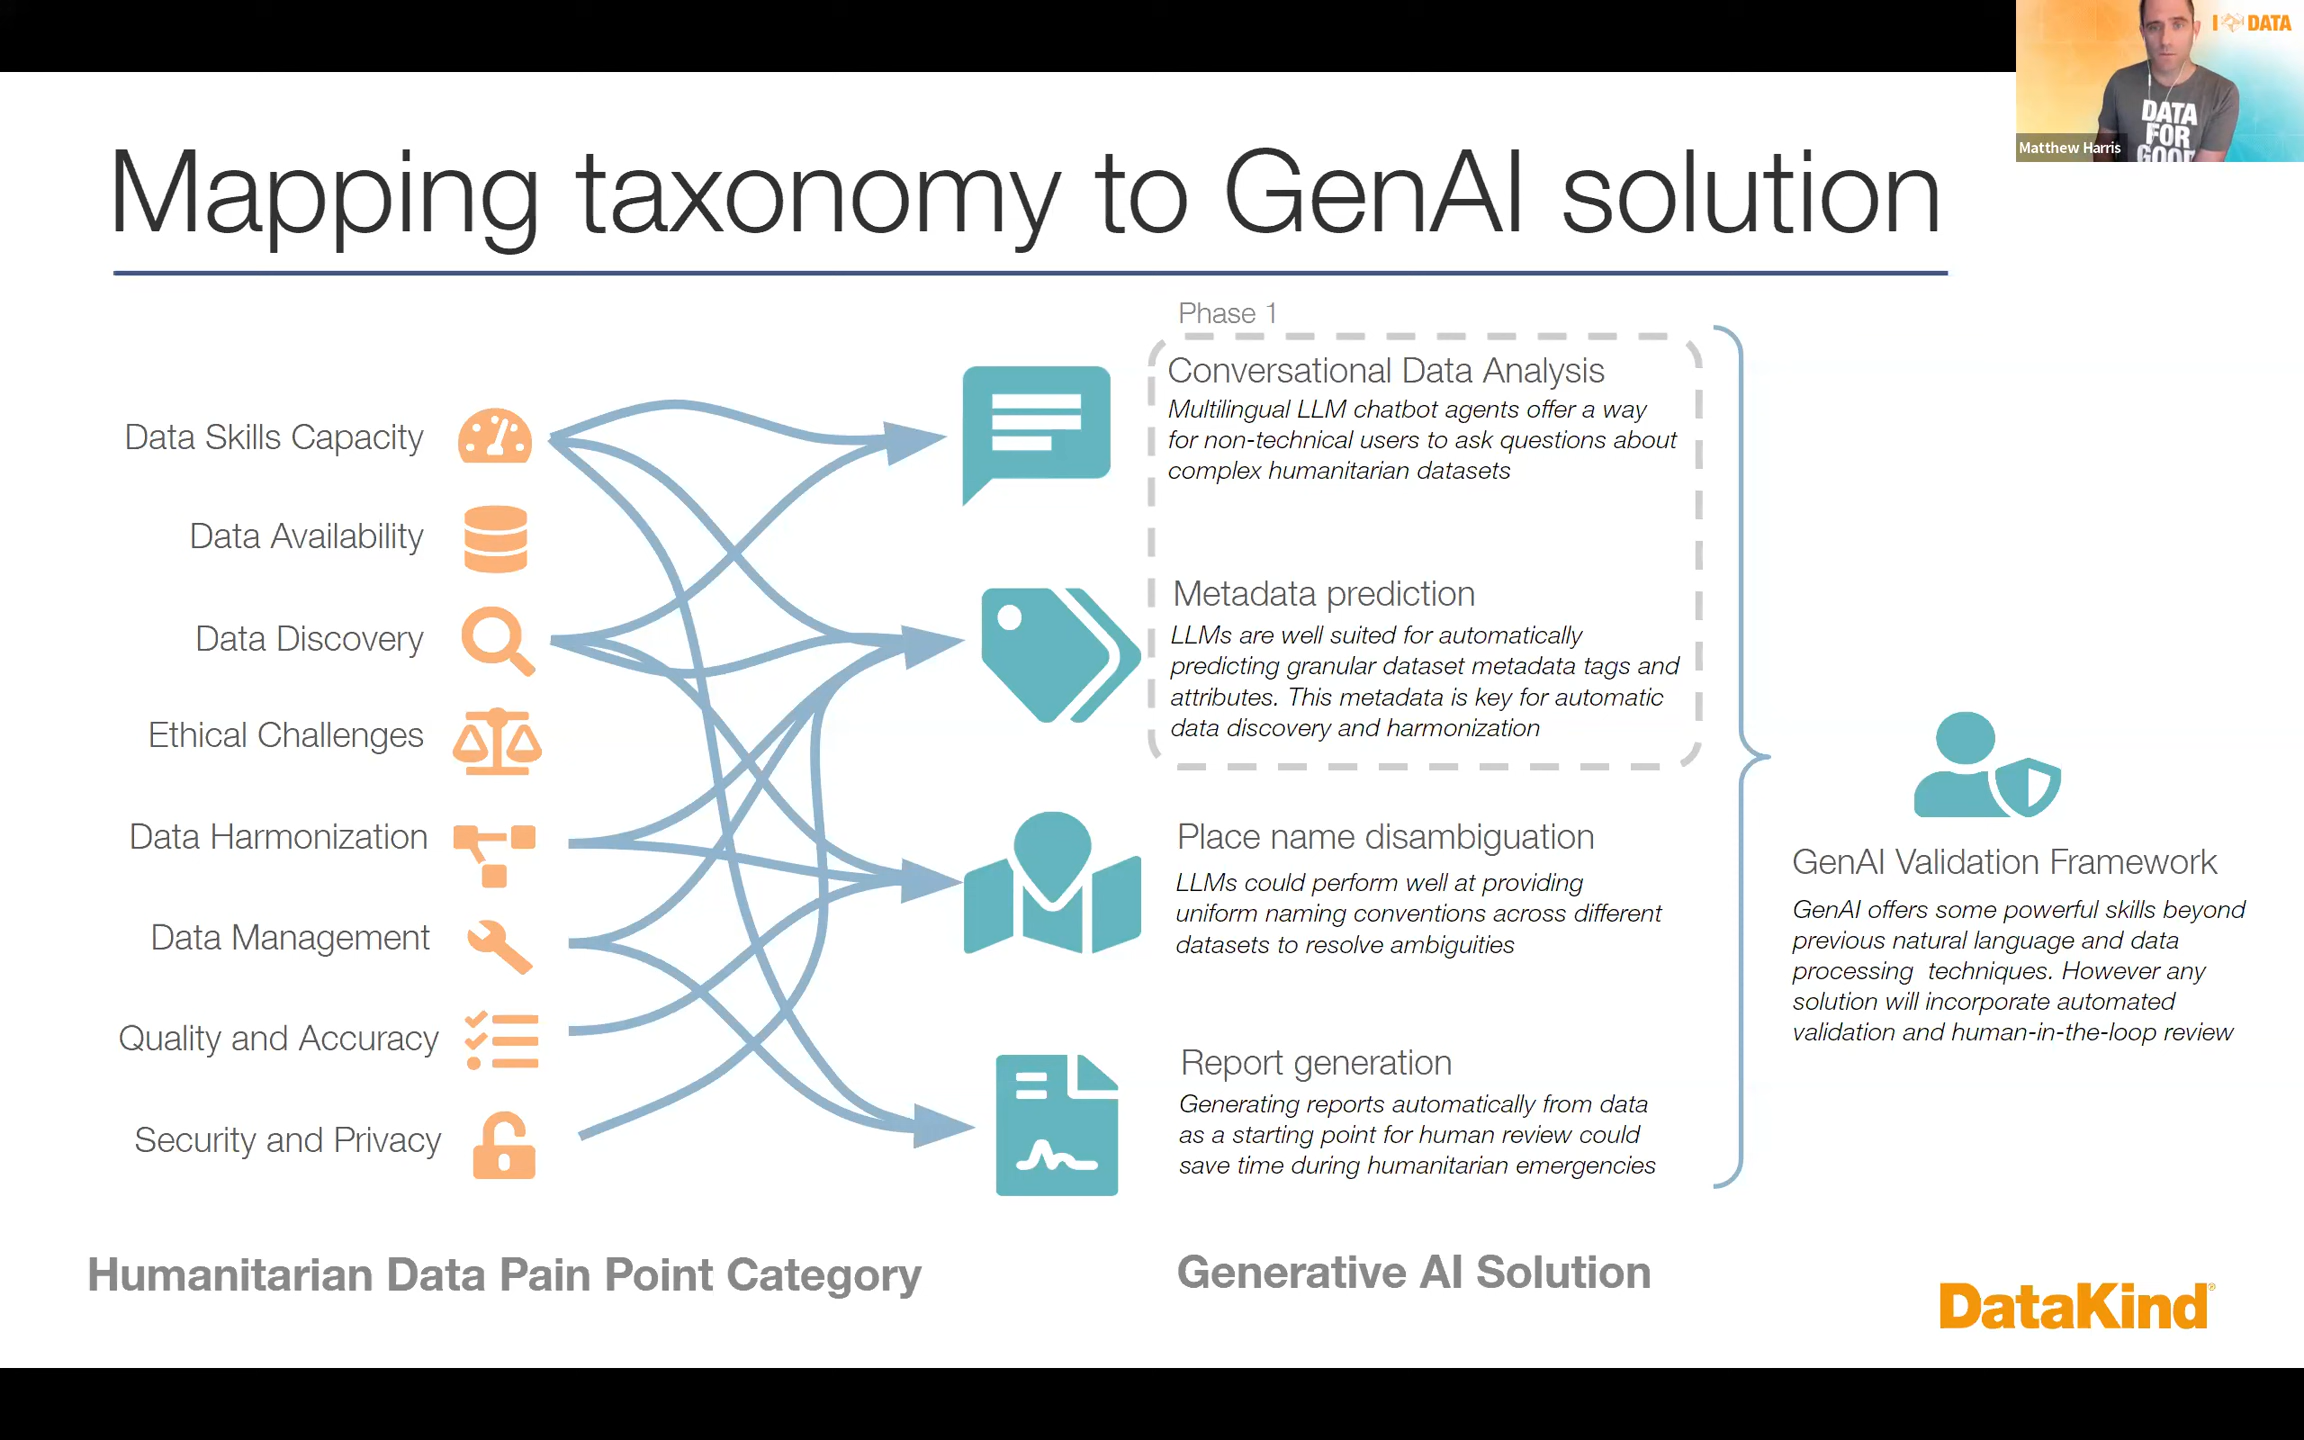 I DATA
DATA
FOR
GOOD
Matthew Harris
Mapping taxonomy to GenAI solution
Phase 1
Data Skills Capacity
Data Availability
Data Discovery
Ethical Challenges
Data Harmonization
Data Management
Quality and Accuracy
Security and Privacy
Humanitarian Data Pain Point Category
Conversational Data Analysis
Multilingual LLM chatbot agents offer a way
for non-technical users to ask questions about
complex humanitarian datasets
Metadata prediction
LLMs are well suited for automatically
predicting granular dataset metadata tags and
attributes. This metadata is key for automatic
data discovery and harmonization
Place name disambiguation
LLMs could perform well at providing
uniform naming conventions across different
datasets to resolve ambiguities
Report generation
Generating reports automatically from data
as a starting point for human review could
save time during humanitarian emergencies
Generative AI Solution
GenAI Validation Framework
GenAI offers some powerful skills beyond
previous natural language and data
processing techniques. However any
solution will incorporate automated
validation and human-in-the-loop review
DataKind®